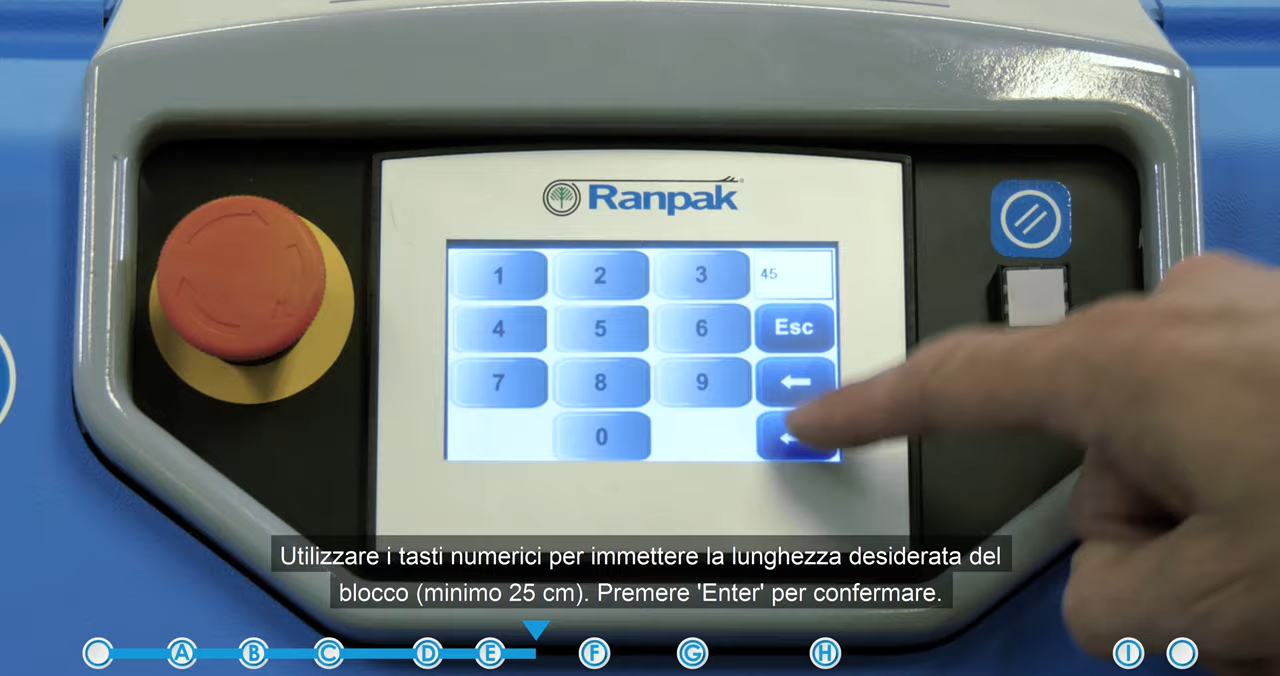 Ranpak
1 2 3 45
4 5 6 Esc
7 8 9
0
Utilizzare i tasti numerici per immettere la lunghezza desiderata del
blocco (minimo 25 cm). Premere 'Enter' per confermare.
A B C D E F G H I